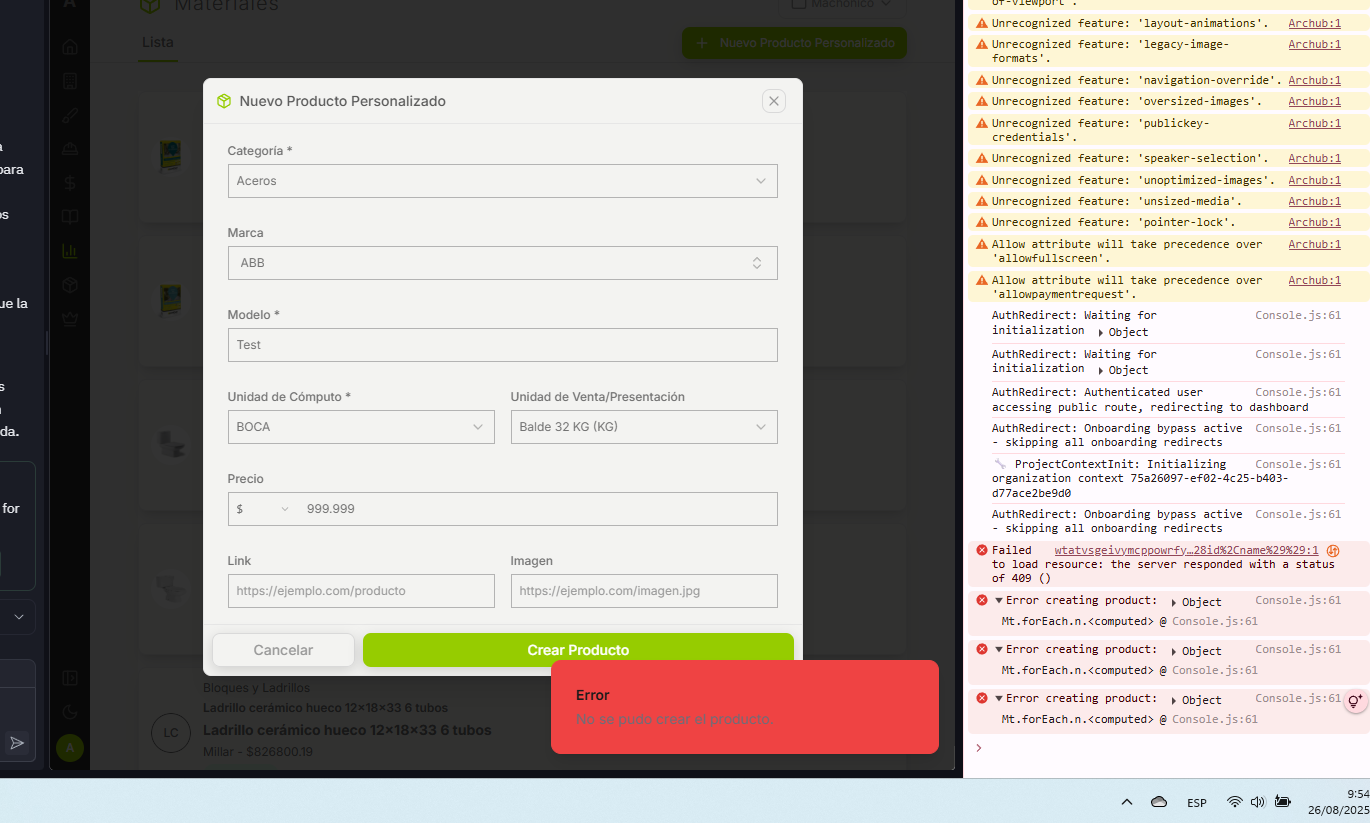 Materiales
Machonico
Lista
+ Nuevo Producto Personalizado
para
os
ue la
s
da.
for
Nuevo Producto Personalizado
Categoría *
Aceros
Marca
ABB
Modelo *
Test
Unidad de Cómputo *
Unidad de Venta/Presentación
BOCA
Balde 32 KG (KG)
Precio
$
999.999
Link
Imagen
https://ejemplo.com/producto
https://ejemplo.com/imagen.jpg
Cancelar
Crear Producto
Error
No se pudo crear el producto.
Bloques y Ladrillos
Ladrillo cerámico hueco 12×18×33 6 tubos
LC
Ladrillo cerámico hueco 12×18×33 6 tubos
Millar - $826800.19
A
of-viewport'.
Unrecognized feature: 'layout-animations'. Archub:1
Unrecognized feature: 'legacy-image- Archub:1
formats'.
Unrecognized feature: 'navigation-override'. Archub:1
Unrecognized feature: 'oversized-images'. Archub:1
Unrecognized feature: 'publickey- Archub:1
credentials'.
Unrecognized feature: 'speaker-selection'. Archub:1
Unrecognized feature: 'unoptimized-images'. Archub:1
Unrecognized feature: 'unsized-media'. Archub:1
Unrecognized feature: 'pointer-lock'. Archub:1
Allow attribute will take precedence over Archub:1
'allowfullscreen'.
Allow attribute will take precedence over Archub:1
'allowpaymentrequest'.
AuthRedirect: Waiting for Console.js:61
initialization Object
AuthRedirect: Waiting for Console.js:61
initialization Object
AuthRedirect: Authenticated user Console.js:61
accessing public route, redirecting to dashboard
AuthRedirect: Onboarding bypass active Console.js:61
- skipping all onboarding redirects
ProjectContextInit: Initializing Console.js:61
organization context 75a26097-ef02-4c25-b403-
d77ace2be9d0
AuthRedirect: Onboarding bypass active Console.js:61
- skipping all onboarding redirects
Failed wtatvsgeivymcppowrfy…28id%2Cname%29%29:1
to load resource: the server responded with a status
of 409 ()
Error creating product: Object Console.js:61
Mt.forEach.n.<computed> @ Console.js:61
Error creating product: Object Console.js:61
Mt.forEach.n.<computed> @ Console.js:61
Error creating product: Object Console.js:61
Mt.forEach.n.<computed> @ Console.js:61
ESP
9:54
26/08/2025